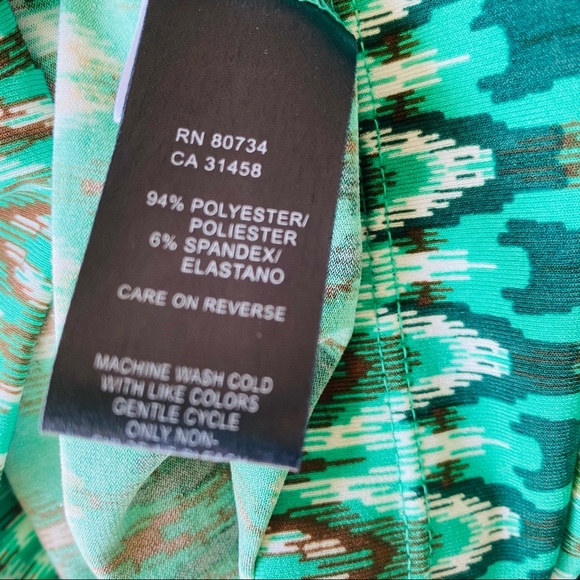 RN 80734
CA 31458
94% POLYESTER/
POLIESTER
6% SPANDEX/
ELASTANO
CARE ON REVERSE
MACHINE WASH COLD
WITH LIKE COLORS
GENTLE CYCLE
ONLY NON-